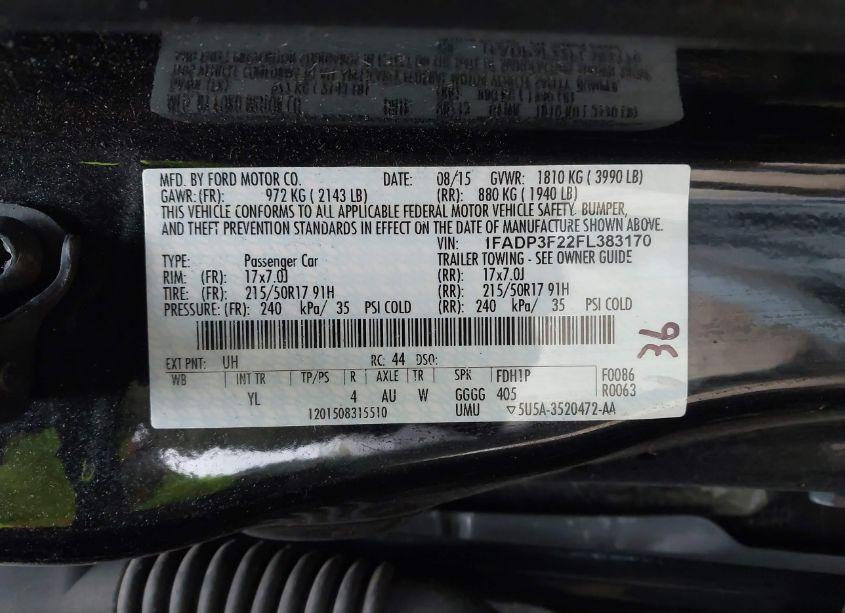 MFD. BY FORD MOTOR CO. DATE: 08/15 GVWR: 1810 KG ( 3990 LB)
GAWR:(FR): 972 KG ( 2143 LB) (RR): 880 KG ( 1940 LB)
THIS VEHICLE CONFORMS TO ALL APPLICABLE FEDERAL MOTOR VEHICLE SAFETY, BUMPER,
AND THEFT PREVENTION STANDARDS IN EFFECT ON THE DATE OF MANUFACTURE SHOWN ABOVE.
VIN: 1FADP3F22FL383170
TYPE: Passenger Car TRAILER TOWING - SEE OWNER GUIDE
RIM: (FR): 17x7.0J (RR): 17x7.0J
TIRE: (FR): 215/50R17 91H (RR): 215/50R17 91H
PRESSURE:(FR): 240 kPa/ 35 PSI COLD (RR): 240 kPa/ 35 PSI COLD
36
EXT PNT: UH RC: 44 DSO:
WB INT TR TP/PS R AXLE TR SPR FDH1P F0086
YL 4 AU W GGGG 405 R0063
1201508315510 UMU ▽5U5A-3520472-AA